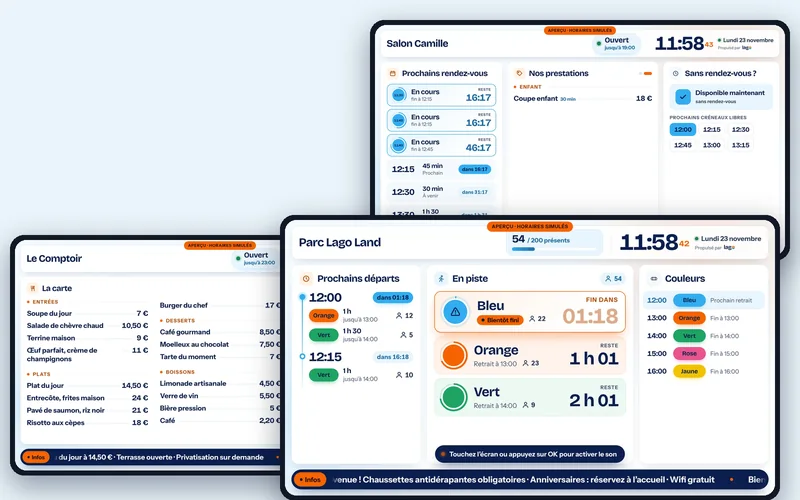 APERÇU · HORAIRES SIMULÉS
Salon Camille
Ouvert
jusqu'à 19:00
11:58 43
Lundi 23 novembre
Propulsé par lago
Prochains rendez-vous
En cours
fin à 12:15
RESTE
16:17
En cours
fin à 12:15
RESTE
16:17
En cours
fin à 12:45
RESTE
46:17
12:15
45 min
Prochain
dans 16:17
12:30
30 min
À venir
dans 31:17
1 h 30
Nos prestations
ENFANT
Coupe enfant 30 min
18 €
Sans rendez-vous ?
Disponible maintenant
sans rendez-vous
PROCHAINS CRÉNEAUX LIBRES
12:00 12:15 12:30
12:45 13:00 13:15
APERÇU · HORAIRES SIMULÉS
Le Comptoir
Ouvert
jusqu'à 23:00
La carte
ENTRÉES
Soupe du jour 7 €
Salade de chèvre chaud 10,50 €
Terrine maison 9 €
Œuf parfait, crème de champignons 11 €
PLATS
Plat du jour 14,50 €
Entrecôte, frites maison 24 €
Pavé de saumon, riz noir 21 €
Risotto aux cèpes 18 €
Burger du chef 17 €
DESSERTS
Café gourmand 8,50 €
Moelleux au chocolat 7,50 €
Tarte du moment 7 €
BOISSONS
Limonade artisanale 4,50 €
Verre de vin 5,50 €
Bière pression 5 €
Café 2,20 €
Infos
du jour à 14,50 € · Terrasse ouverte · Privatisation sur demande
APERÇU · HORAIRES SIMULÉS
Parc Lago Land
54 / 200 présents
11:58 42
Lundi 23 novembre
Propulsé par lago
Prochains départs
12:00
dans 01:18
Orange
1 h
jusqu'à 13:00
12
Vert
1 h 30
jusqu'à 14:00
5
12:15
dans 16:18
Vert
1 h
jusqu'à 14:00
10
En piste
54
Bleu
Bientôt fini
22
FIN DANS
01:18
Orange
Retrait à 13:00
23
RESTE
1 h 01
Vert
Retrait à 14:00
9
RESTE
2 h 01
Touchez l'écran ou appuyez sur OK pour activer le son
Couleurs
12:00 Bleu Prochain retrait
13:00 Orange Fin à 13:00
14:00 Vert Fin à 14:00
15:00 Rose Fin à 15:00
16:00 Jaune Fin à 16:00
Infos
venue ! Chaussettes antidérapantes obligatoires · Anniversaires : réservez à l'accueil · Wifi gratuit
Bien